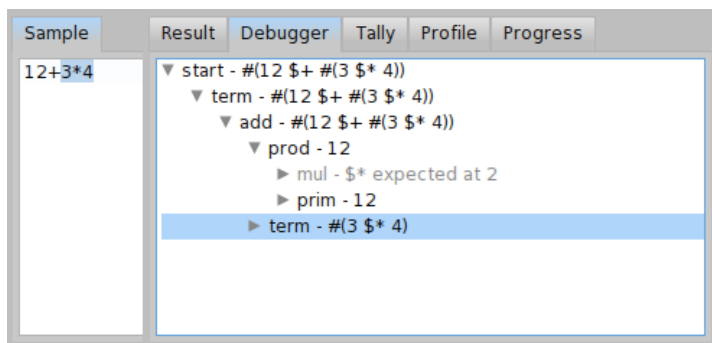 Sample
Result Debugger Tally Profile Progress
12+3*4
start - #(12 $+ #(3 $* 4))
term - #(12 $+ #(3 $* 4))
add - #(12 $+ #(3 $* 4))
prod - 12
mul - $* expected at 2
prim - 12
term - #(3 $* 4)